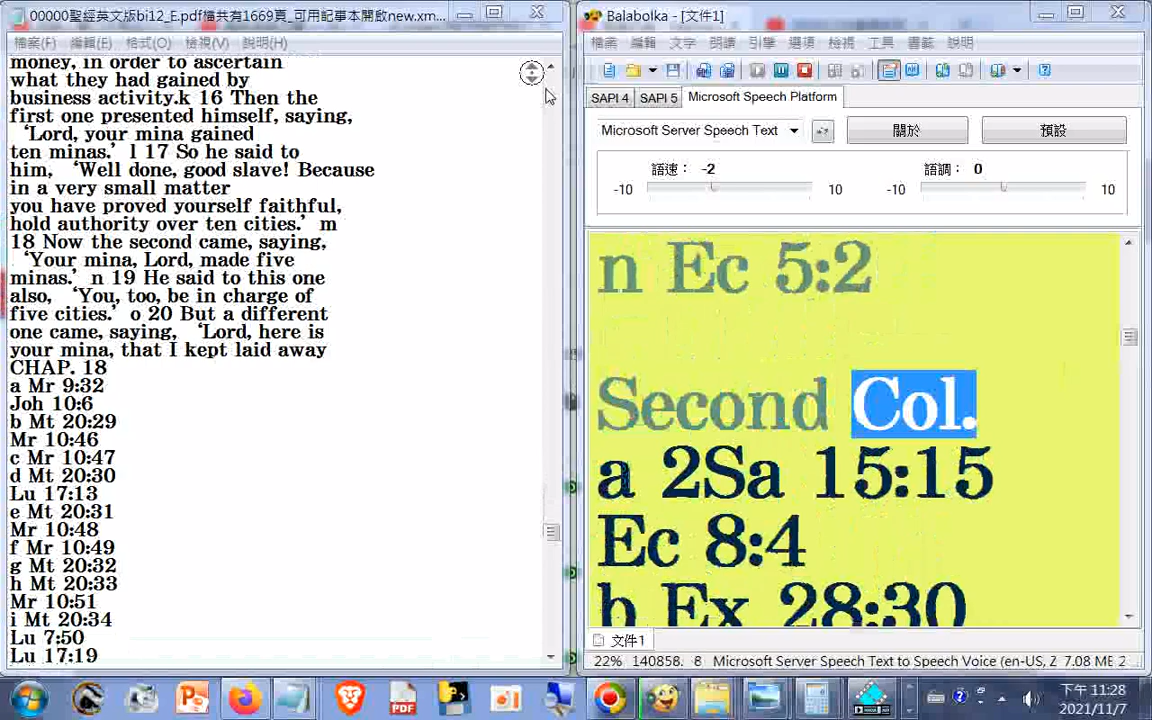 00000聖經英文版bi12_E.pdf檔共有1669頁_可用記事本開啟new.xm...
檔案(F) 編輯(E) 格式(O) 檢視(V) 說明(H)
money, in order to ascertain
what they had gained by
business activity.k 16 Then the
first one presented himself, saying,
‘Lord, your mina gained
ten minas.’ l 17 So he said to
him, ‘Well done, good slave! Because
in a very small matter
you have proved yourself faithful,
hold authority over ten cities.’ m
18 Now the second came, saying,
‘Your mina, Lord, made five
minas.’ n 19 He said to this one
also, ‘You, too, be in charge of
five cities.’ o 20 But a different
one came, saying, ‘Lord, here is
your mina, that I kept laid away
CHAP. 18
a Mr 9:32
Joh 10:6
b Mt 20:29
Mr 10:46
c Mr 10:47
d Mt 20:30
Lu 17:13
e Mt 20:31
Mr 10:48
f Mr 10:49
g Mt 20:32
h Mt 20:33
Mr 10:51
i Mt 20:34
Lu 7:50
Lu 17:19
Balabolka - [文件1]
檔案 編輯 文字 朗讀 引擎 選項 檢視 工具 書籤 說明
SAPI 4 SAPI 5 Microsoft Speech Platform
Microsoft Server Speech Text 關於 預設
語速： -2 語調： 0
-10 10 -10 10
n Ec 5:2
Second Col.
a 2Sa 15:15
Ec 8:4
b Ex 28:30
文件1
22% 140858. 8 Microsoft Server Speech Text to Speech Voice (en-US, Z 7.08 MB 2
PDF
下午 11:28
2021/11/7